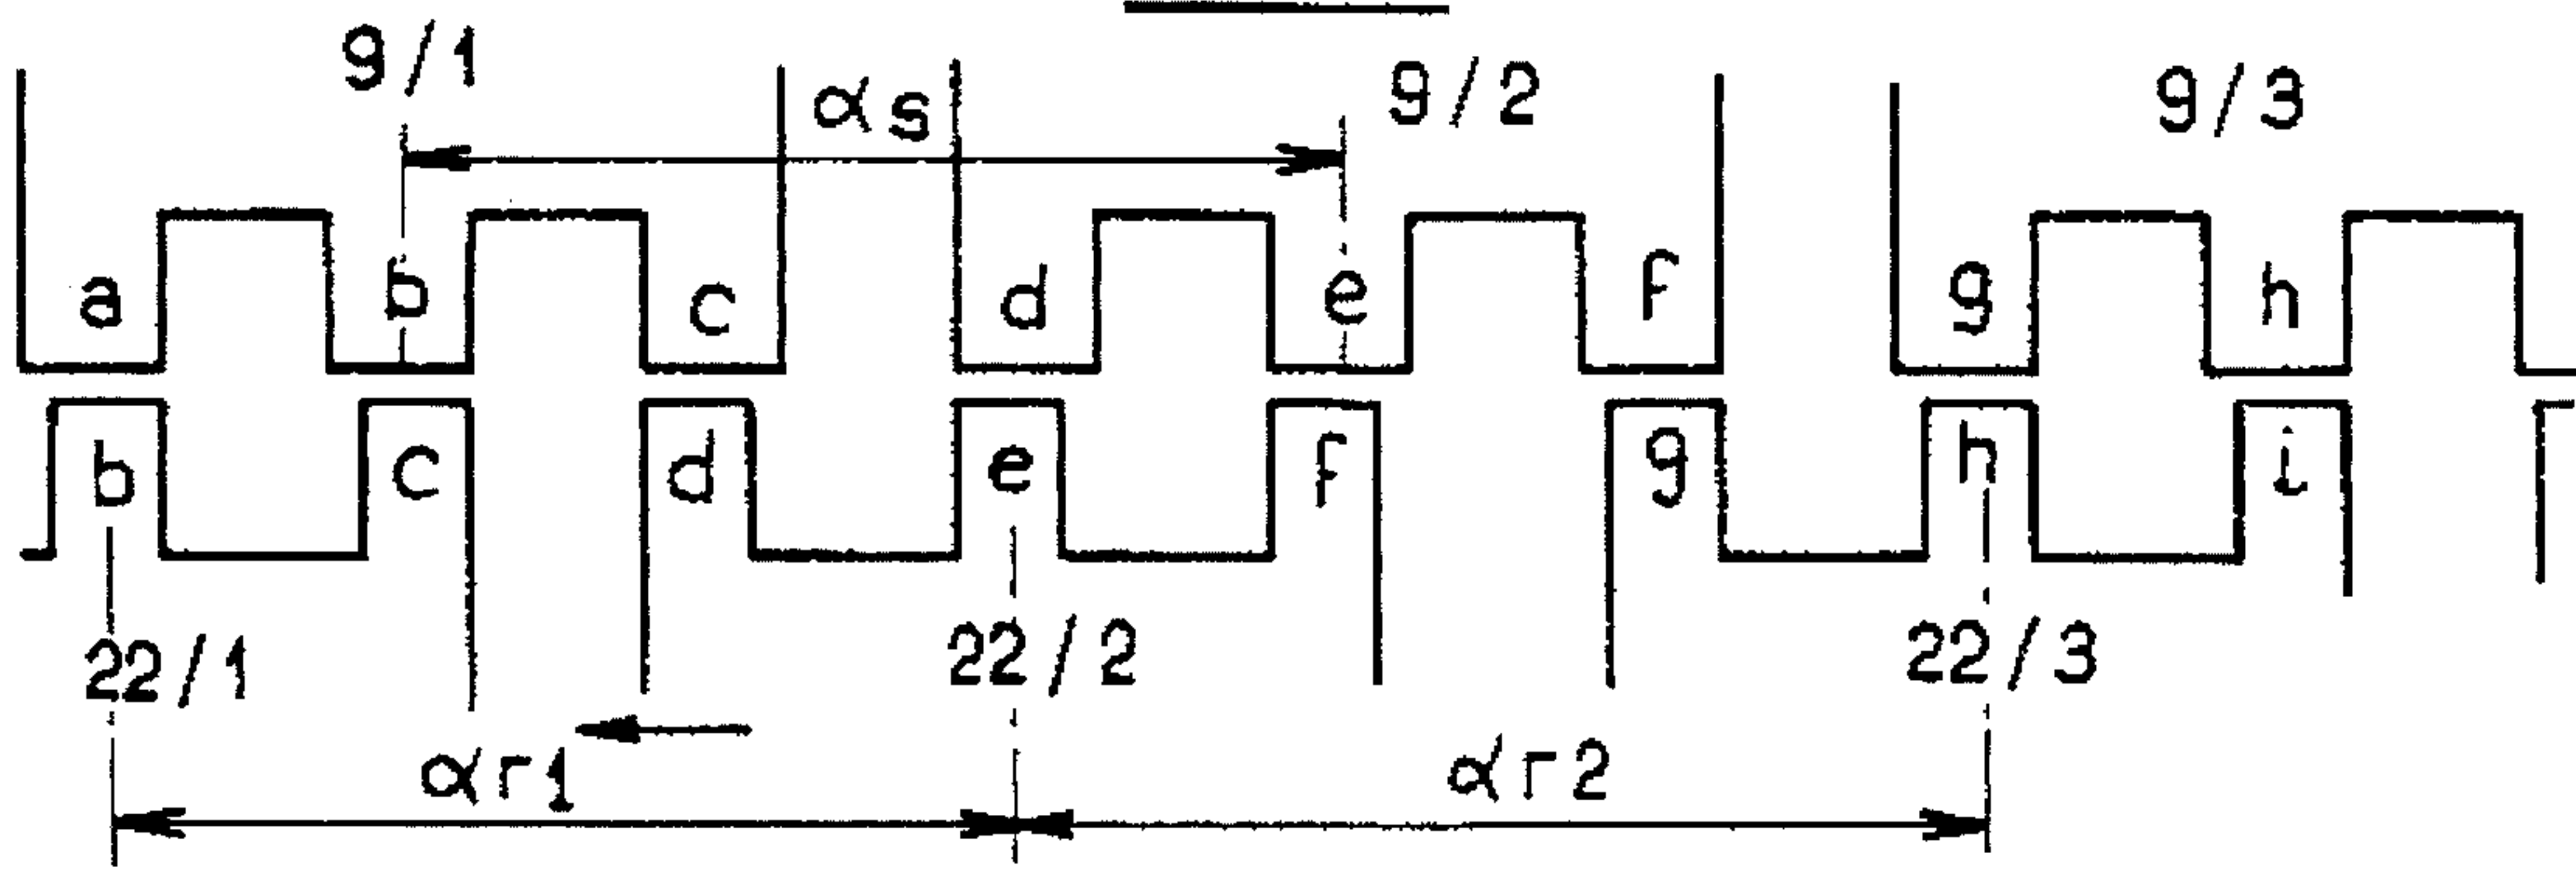 9/1 αs 9/2 9/3
a b c d e f g h
b c d e f g h i
22/1 22/2 22/3
αr1 αr2